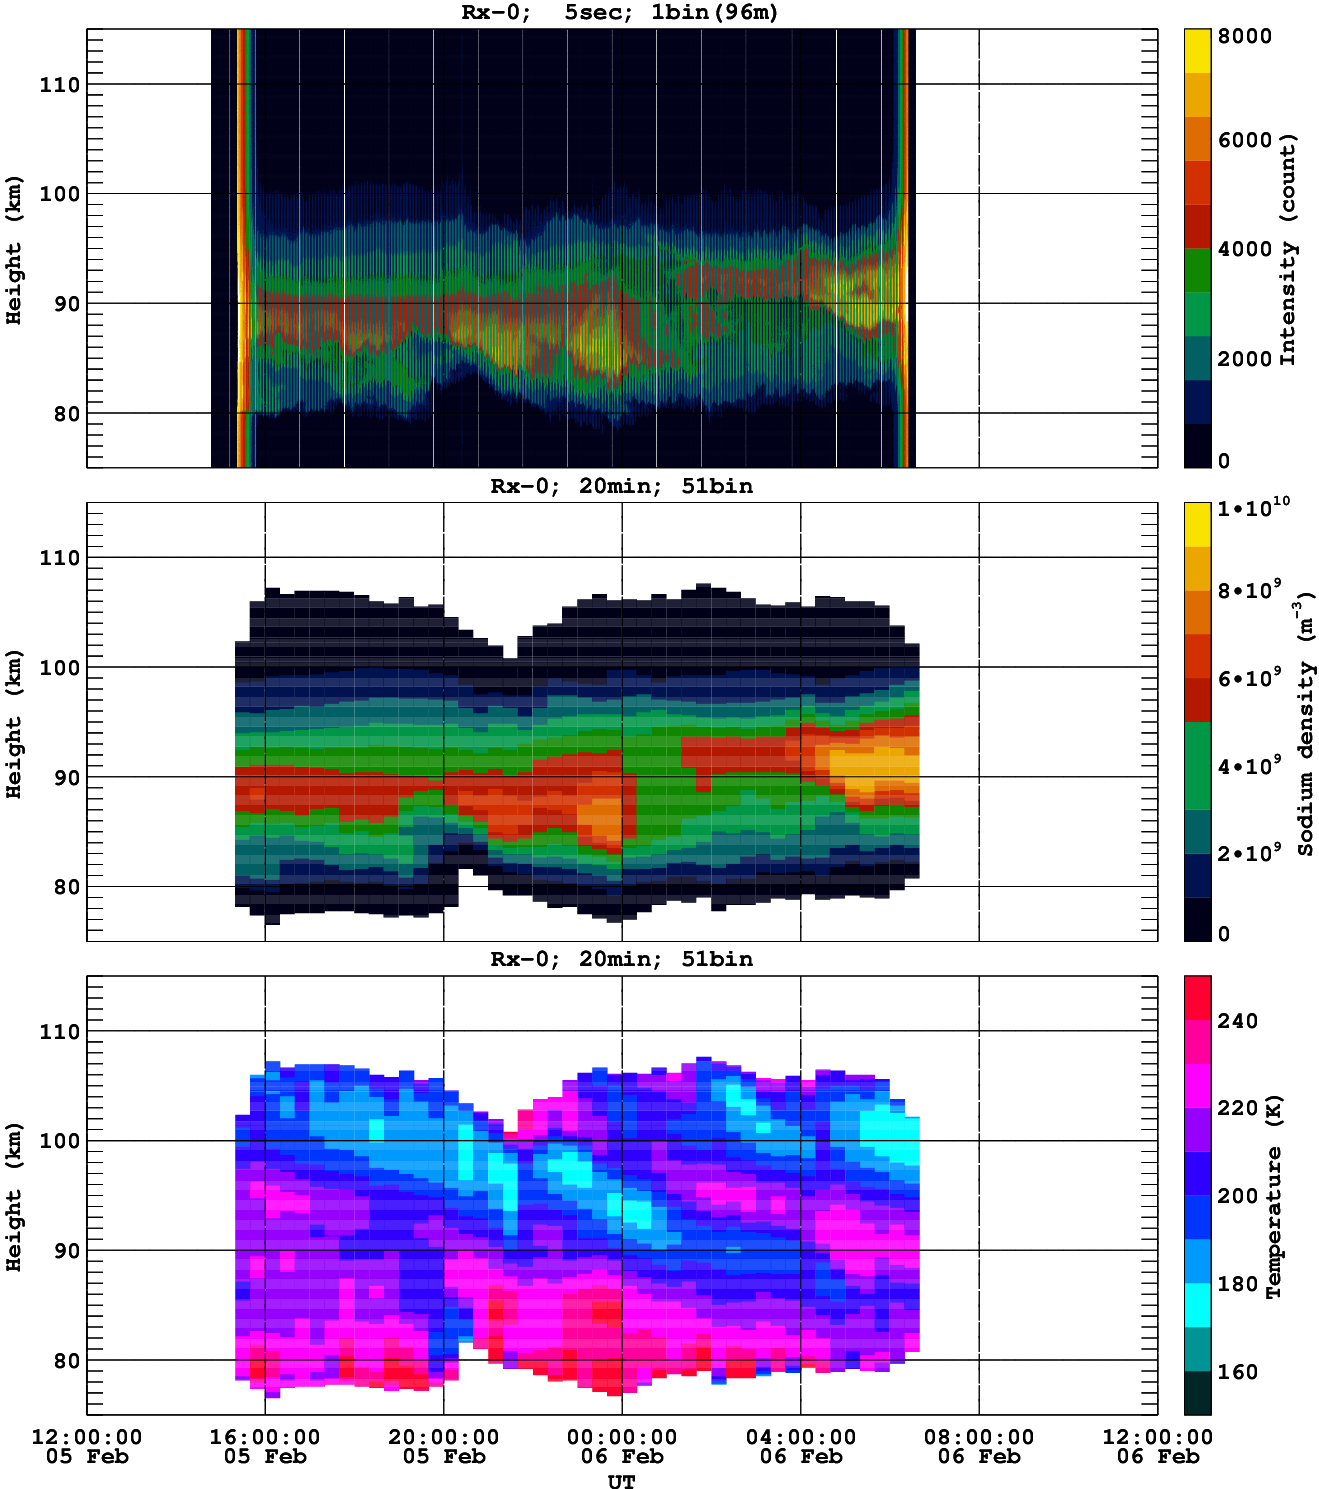 Rx-0;  5sec; 1bin(96m)
110
100
90
80
Height (km)
8000
6000
4000
2000
0
Intensity (count)
Rx-0; 20min; 51bin
110
100
90
80
Height (km)
1•10¹⁰
8•10⁹
6•10⁹
4•10⁹
2•10⁹
0
Sodium density (m⁻³)
Rx-0; 20min; 51bin
110
100
90
80
Height (km)
240
220
200
180
160
Temperature (K)
12:00:00 16:00:00 20:00:00 00:00:00 04:00:00 08:00:00 12:00:00
05 Feb 05 Feb 05 Feb 06 Feb 06 Feb 06 Feb 06 Feb
UT